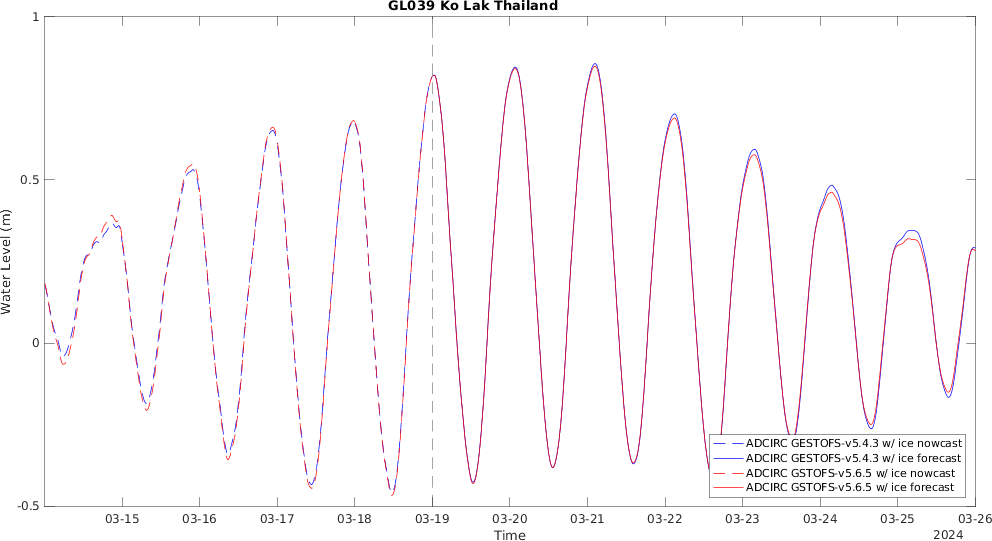 GL039 Ko Lak Thailand
1
0.5
0
-0.5
Water Level (m)
03-15
03-16
03-17
03-18
03-19
03-20
03-21
03-22
03-23
03-24
03-25
03-26
Time
2024
ADCIRC GESTOFS-v5.4.3 w/ ice nowcast
ADCIRC GESTOFS-v5.4.3 w/ ice forecast
ADCIRC GSTOFS-v5.6.5 w/ ice nowcast
ADCIRC GSTOFS-v5.6.5 w/ ice forecast